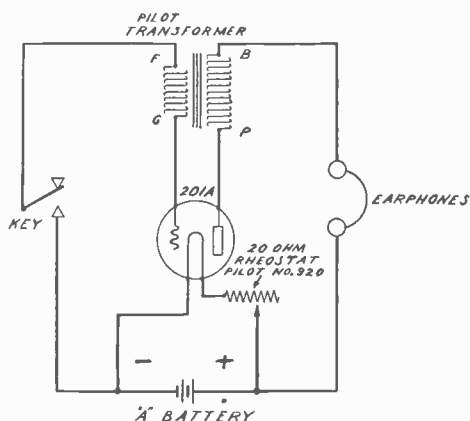 PILOT
TRANSFORMER
F
B
G
P
201A
KEY
EARPHONES
20 OHM
RHEOSTAT
PILOT NO.920
- +
"A" BATTERY